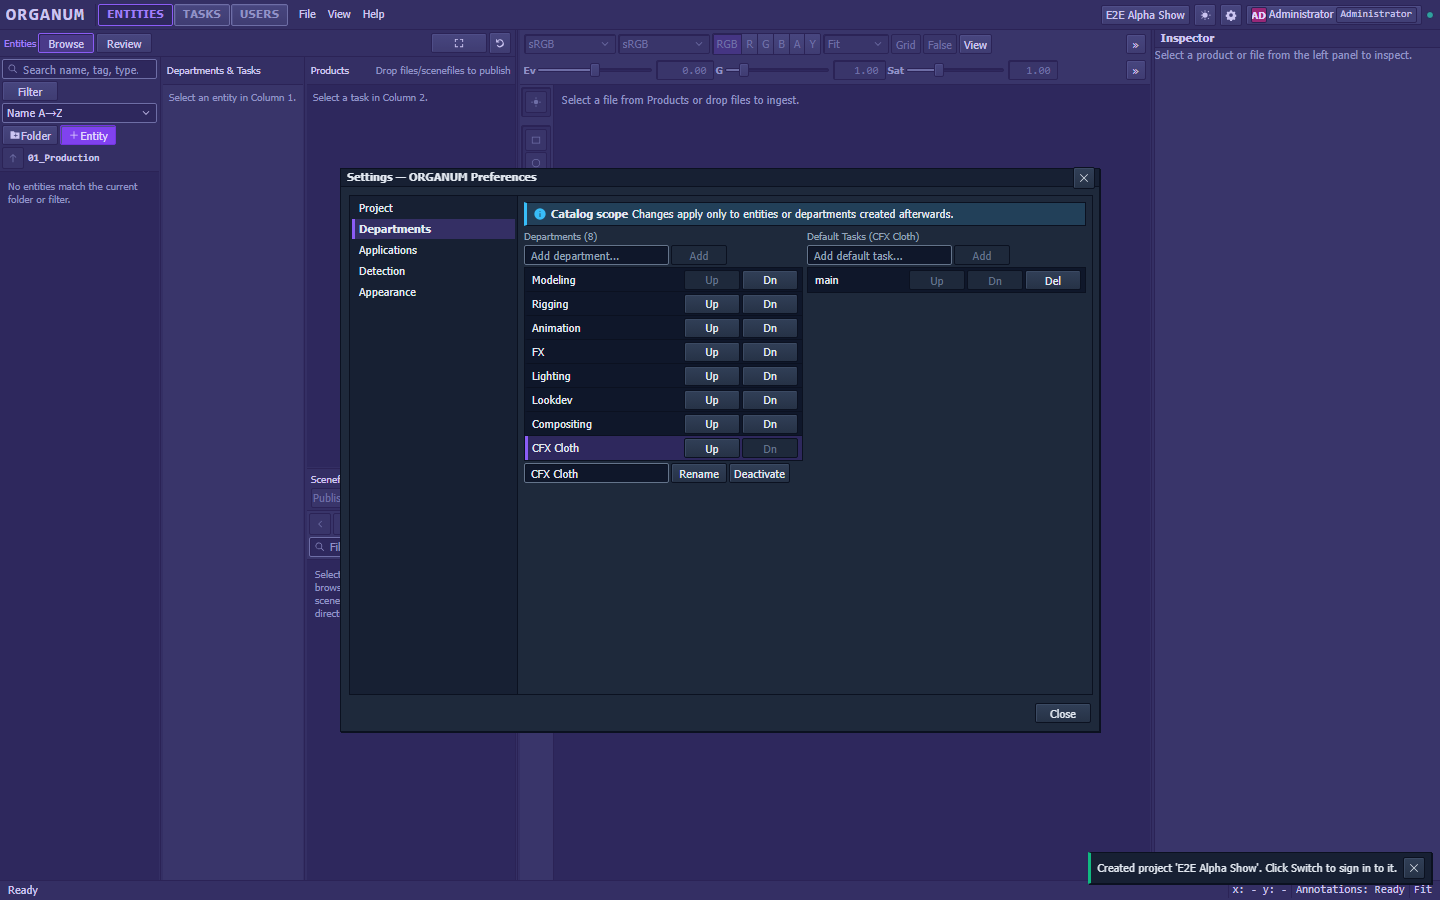 ORGANUM ENTITIES TASKS USERS File View Help E2E Alpha Show AD Administrator Administrator
Entities Browse Review sRGB sRGB RGB R G B A Y Fit Grid False View » Inspector
Search name, tag, type. Departments & Tasks Products Drop files/scenefiles to publish Ev 0.00 G 1.00 Sat 1.00 » Select a product or file from the left panel to inspect.
Filter Select an entity in Column 1. Select a task in Column 2. Select a file from Products or drop files to ingest.
Name A→Z
Folder + Entity
01_Production
No entities match the current
folder or filter.
Settings — ORGANUM Preferences
Project
Departments
Applications
Detection
Appearance
Catalog scope Changes apply only to entities or departments created afterwards.
Departments (8) Default Tasks (CFX Cloth)
Add department... Add Add default task... Add
Modeling Up Dn main Up Dn Del
Rigging Up Dn
Animation Up Dn
FX Up Dn
Lighting Up Dn
Lookdev Up Dn
Compositing Up Dn
CFX Cloth Up Dn
CFX Cloth Rename Deactivate
Close
Scenef
Publis
Fil
Select
brows
scene
direct
Created project 'E2E Alpha Show'. Click Switch to sign in to it.
Ready x: - y: - Annotations: Ready Fit